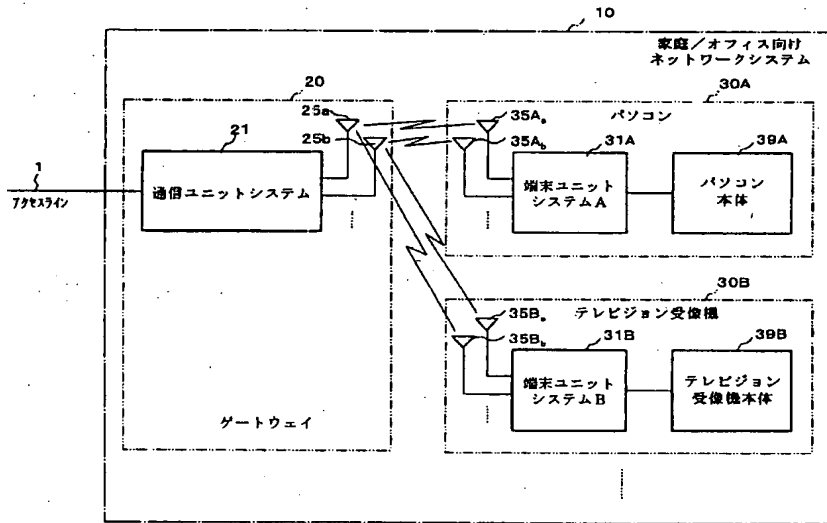 10
家庭／オフィス向け
ネットワークシステム
20
30A
25a
25b
35Aa
35Ab
パソコン
21
31A
39A
1
アクセスライン
通信ユニットシステム
端末ユニット
システムA
パソコン
本体
30B
35Ba
35Bb
テレビジョン受像機
31B
39B
端末ユニット
システムB
テレビジョン
受像機本体
ゲートウェイ